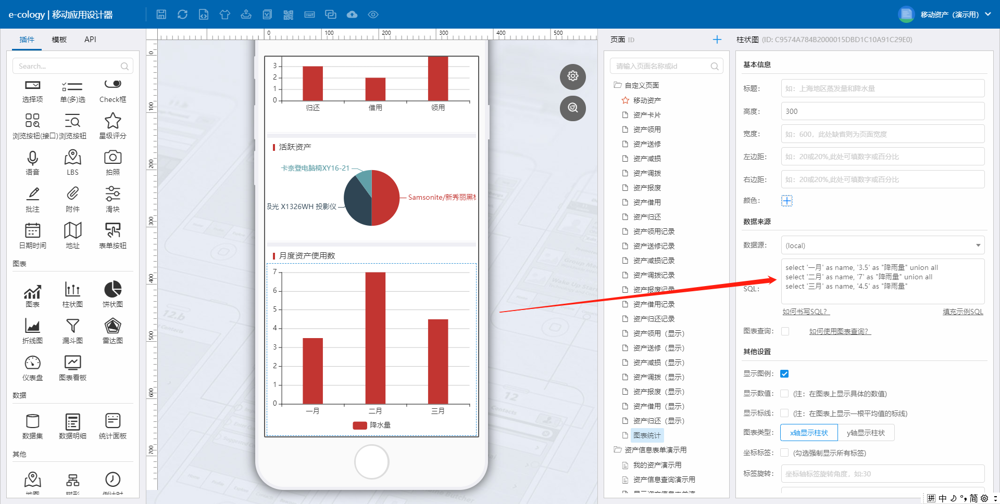 e-cology | 移动应用设计器
移动资产（演示用）
插件 模板 API
Search...
选择项 单(多)选 Check框
浏览按钮(接口) 浏览按钮 星级评分
语音 LBS 拍照
批注 附件 滑块
日期时间 地址 表单按钮
图表
图表 柱状图 饼状图
折线图 漏斗图 雷达图
仪表盘 图表看板
数据
数据集 数据明细 统计面板
其他
地图 树形 倒计时
0 100 200 300 400 500
0
100
200
300
400
500
600
700
3
2
1
0
归还 借用 领用
活跃资产
卡奈登电脑椅XY16-21
Samsonite/新秀丽黑
极光 X1326WH 投影仪
月度资产使用数
7
6
5
4
3
2
1
0
一月 二月 三月
降水量
页面 ID
请输入页面名称或id
自定义页面
移动资产
资产卡片
资产领用
资产送修
资产减损
资产调拨
资产报废
资产借用
资产归还
资产领用记录
资产送修记录
资产减损记录
资产调拨记录
资产报废记录
资产借用记录
资产归还记录
资产领用（显示）
资产送修（显示）
资产减损（显示）
资产调拨（显示）
资产报废（显示）
资产借用（显示）
资产归还（显示）
图表统计
资产信息表单演示用
我的资产演示用
资产信息查询演示用
显示资产信息表单演
柱状图 (ID: C9574A784B2000015DBD1C10A91C29E0)
基本信息
标题: 如：上海地区蒸发量和降水量
高度: 300
宽度: 如：600，此处缺省则为页面宽度
左边距: 如：20或20%,此处可填数字或百分比
右边距: 如：20或20%,此处可填数字或百分比
颜色:
数据来源
数据源: (local)
SQL:
select '一月' as name, '3.5' as "降雨量" union all
select '二月' as name, '7' as "降雨量" union all
select '三月' as name, '4.5' as "降雨量"
如何书写SQL? 填充示例SQL
图表查询: 如何使用图表查询?
其他设置
显示图例:
显示数值: (注：在图表上显示具体的数值)
显示标线: (注：在图表上显示一根平均值的标线)
图表类型: x轴显示柱状 y轴显示柱状
坐标标签: (勾选强制显示所有标签)
标签旋转: 坐标轴标签旋转角度，如:30
拼 中 简